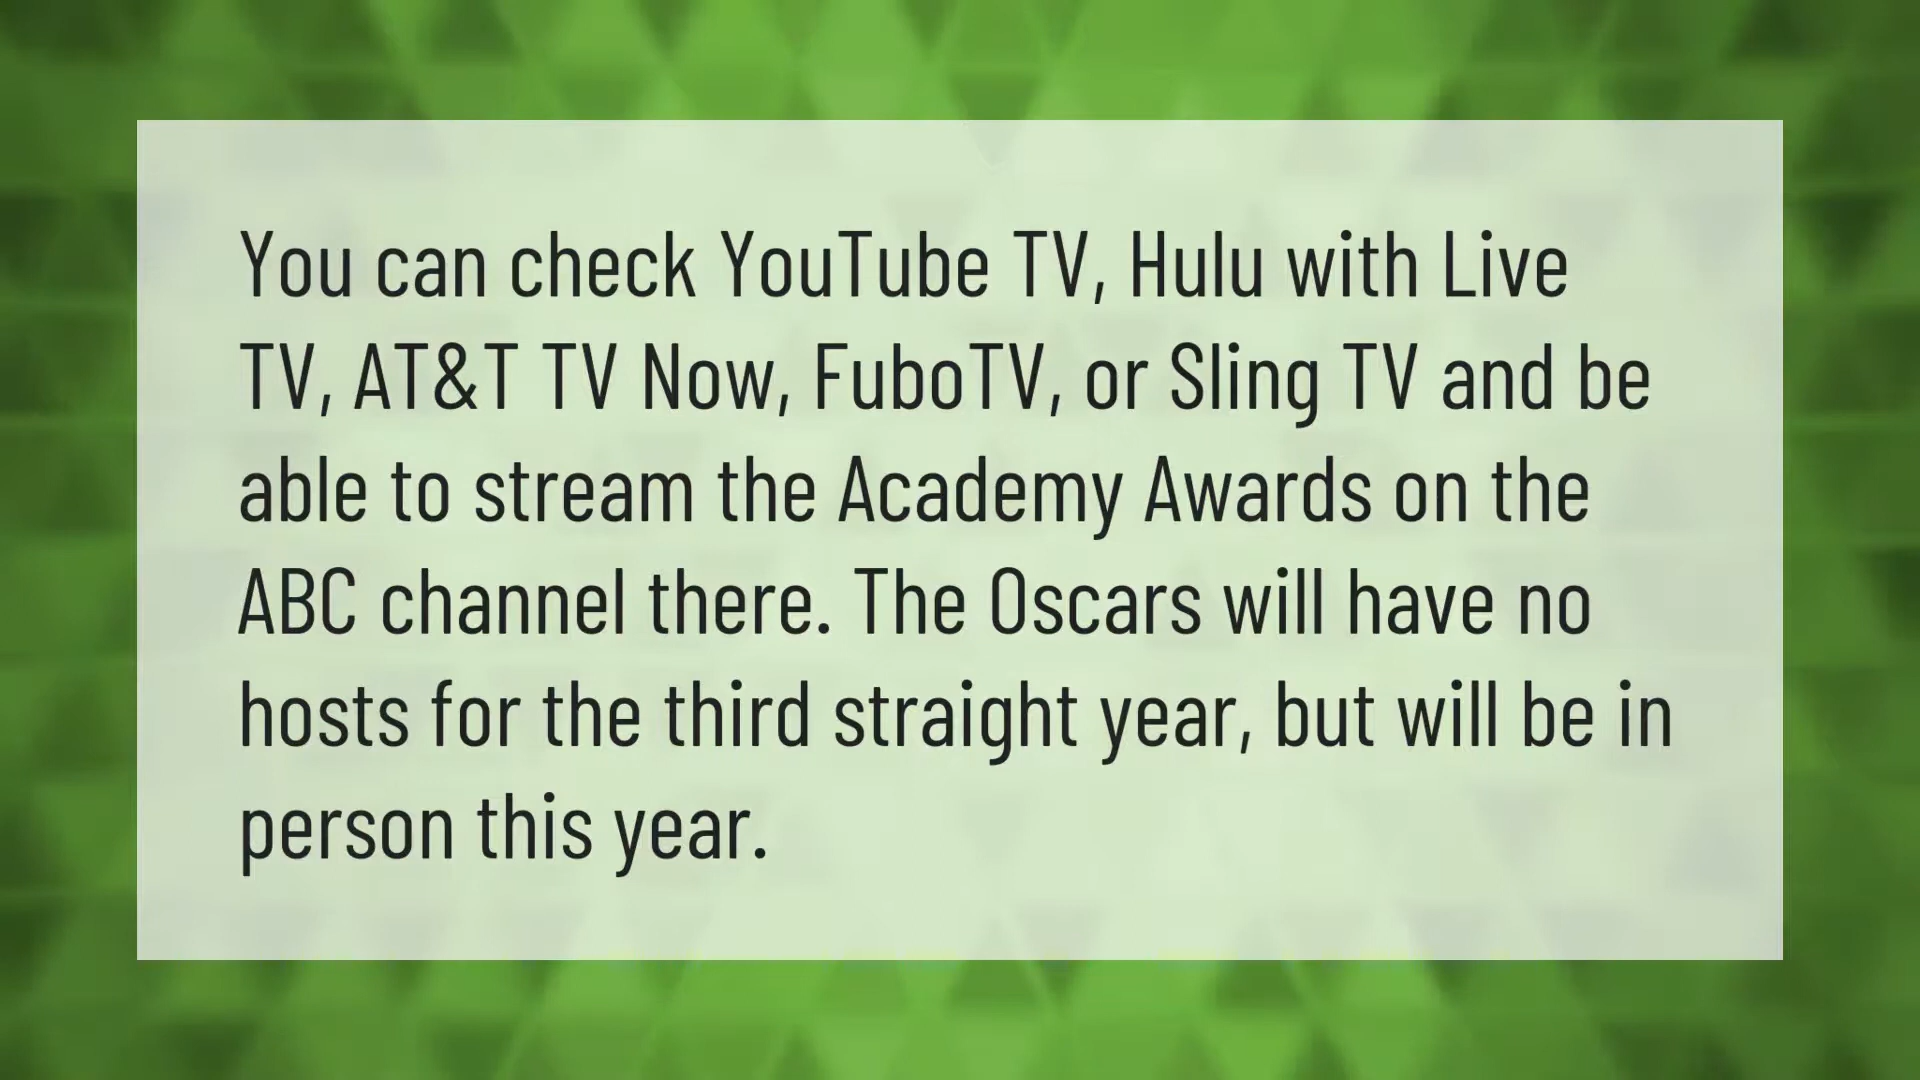 You can check YouTube TV, Hulu with Live
TV, AT&T TV Now, FuboTV, or Sling TV and be
able to stream the Academy Awards on the
ABC channel there. The Oscars will have no
hosts for the third straight year, but will be in
person this year.